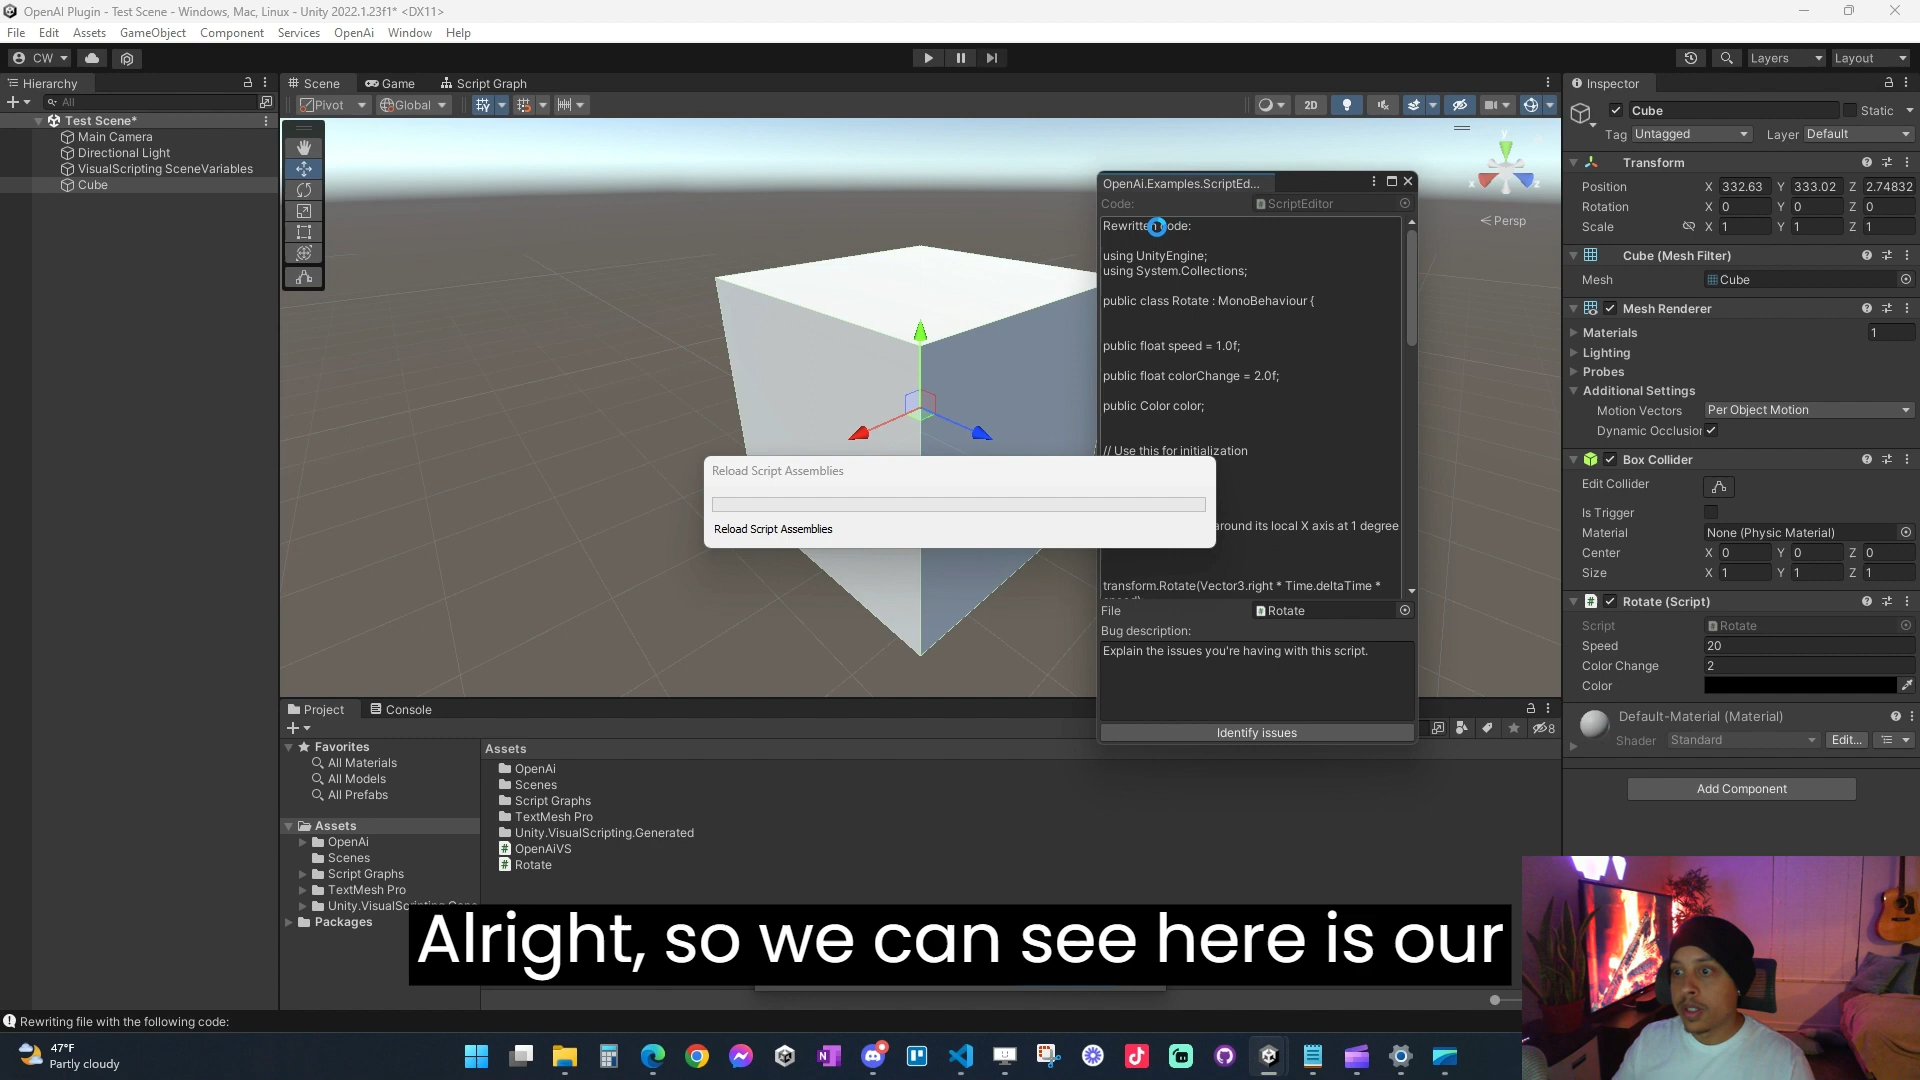 OpenAI Plugin - Test Scene - Windows, Mac, Linux - Unity 2022.1.23f1* <DX11>
File Edit Assets GameObject Component Services OpenAi Window Help
CW Layers Layout
Hierarchy
All
Test Scene*
Main Camera
Directional Light
VisualScripting SceneVariables
Cube
Scene Game Script Graph
Pivot Global 2D
y
x z
Persp
OpenAi.Examples.ScriptEd...
Code: ScriptEditor
Rewritten code:
using UnityEngine;
using System.Collections;
public class Rotate : MonoBehaviour {
public float speed = 1.0f;
public float colorChange = 2.0f;
public Color color;
// Use this for initialization
around its local X axis at 1 degree
transform.Rotate(Vector3.right * Time.deltaTime *
File Rotate
Bug description:
Explain the issues you're having with this script.
Identify issues
Reload Script Assemblies
Reload Script Assemblies
Inspector
Cube Static
Tag Untagged Layer Default
Transform
Position X 332.63 Y 333.02 Z 2.74832
Rotation X 0 Y 0 Z 0
Scale X 1 Y 1 Z 1
Cube (Mesh Filter)
Mesh Cube
Mesh Renderer
Materials 1
Lighting
Probes
Additional Settings
Motion Vectors Per Object Motion
Dynamic Occlusion
Box Collider
Edit Collider
Is Trigger
Material None (Physic Material)
Center X 0 Y 0 Z 0
Size X 1 Y 1 Z 1
Rotate (Script)
Script Rotate
Speed 20
Color Change 2
Color
Default-Material (Material)
Shader Standard Edit...
Add Component
Project Console
8
Favorites
All Materials
All Models
All Prefabs
Assets
OpenAi
Scenes
Script Graphs
TextMesh Pro
Unity.VisualScripting.Gene
Packages
Assets
OpenAi
Scenes
Script Graphs
TextMesh Pro
Unity.VisualScripting.Generated
OpenAiVS
Rotate
Alright, so we can see here is our
Rewriting file with the following code:
47°F
Partly cloudy